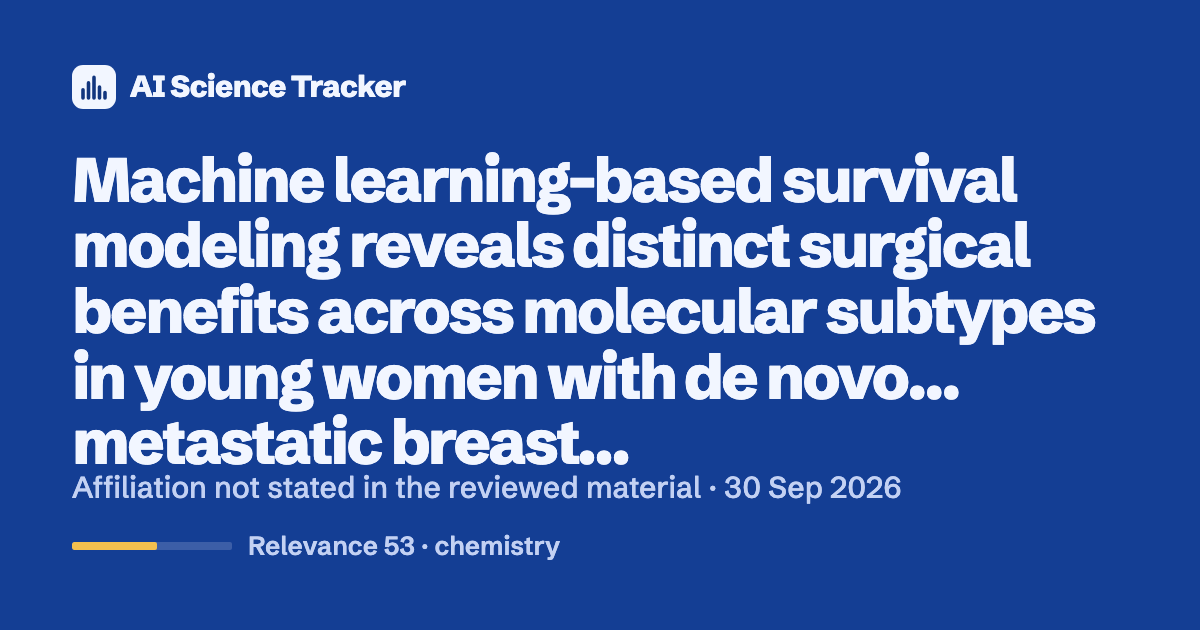 AI Science Tracker
Machine learning-based survival
modeling reveals distinct surgical
benefits across molecular subtypes
in young women with de novo...
metastatic breast...
Affiliation not stated in the reviewed material · 30 Sep 2026
Relevance 53 · chemistry